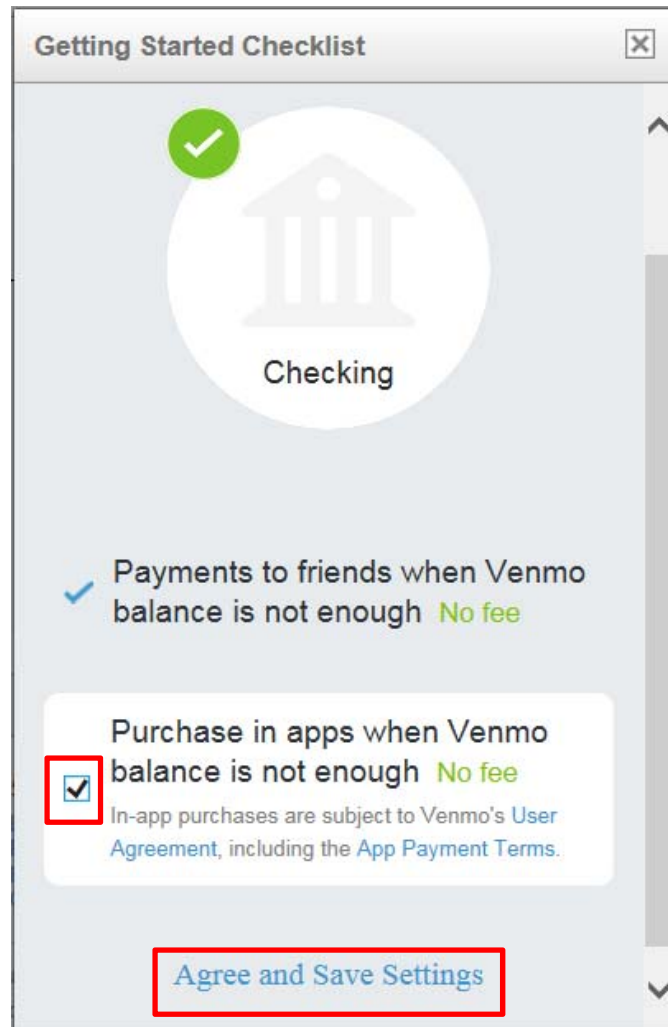 Getting Started Checklist
Checking
Payments to friends when Venmo
balance is not enough No fee
Purchase in apps when Venmo
balance is not enough No fee
In-app purchases are subject to Venmo's User
Agreement, including the App Payment Terms.
Agree and Save Settings